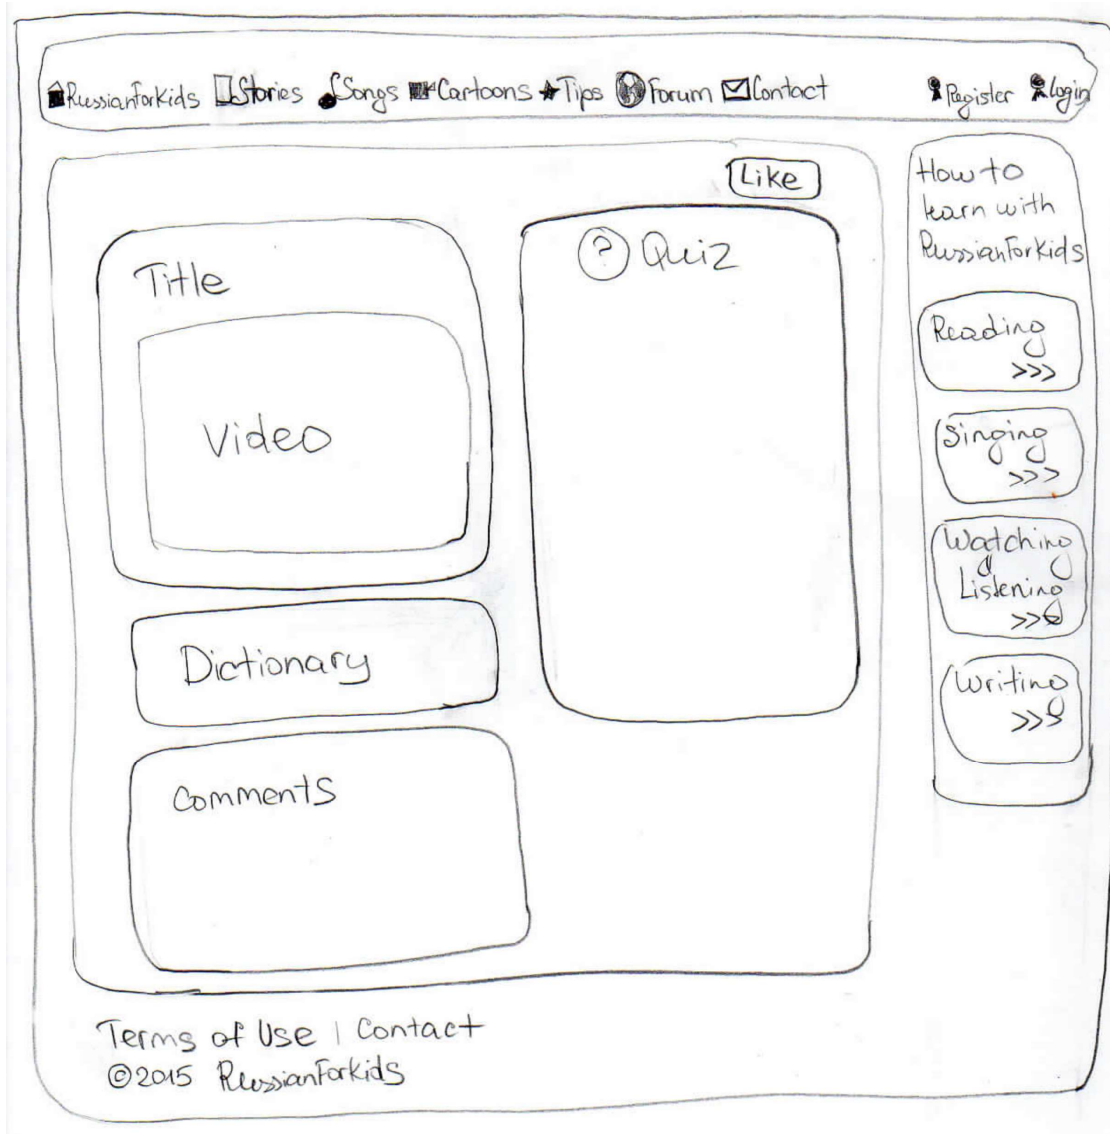 RussianForKids Stories Songs Cartoons Tips Forum Contact Register Login
Like
Title
Video
Dictionary
Comments
? Quiz
How to
learn with
RussianForKids
Reading
>>>
Singing
>>>
Watching
Listening
>>>
Writing
>>>
Terms of Use | Contact
©2015 RussianForKids